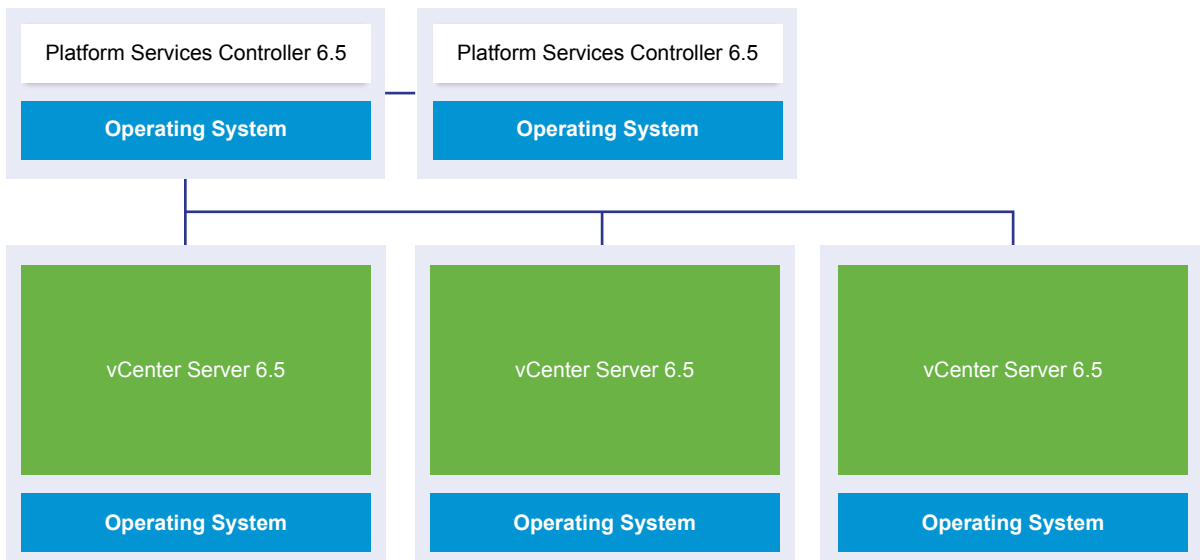 Platform Services Controller 6.5
Platform Services Controller 6.5
Operating System
Operating System
vCenter Server 6.5
vCenter Server 6.5
vCenter Server 6.5
Operating System
Operating System
Operating System